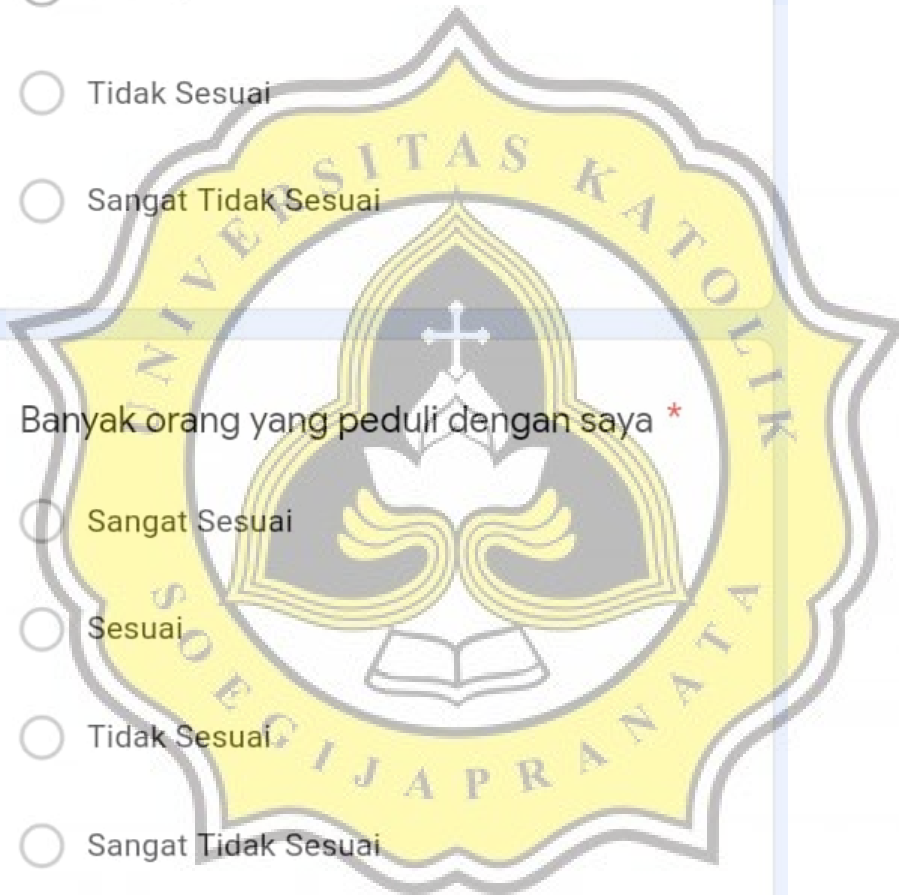 Tidak Sesuai
Sangat Tidak Sesuai
UNIVERSITAS KATOLIK
Banyak orang yang peduli dengan saya *
Sangat Sesuai
Sesuai
Tidak Sesuai
Sangat Tidak Sesuai
SOEGIJAPRANATA